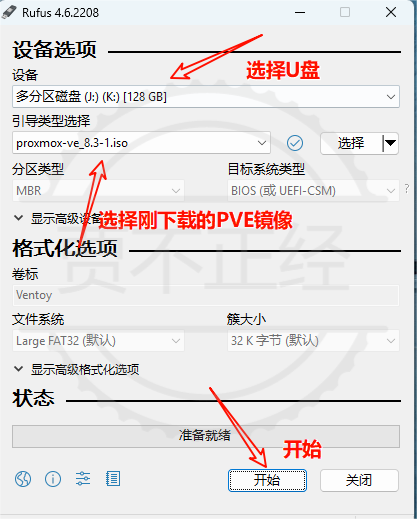 Rufus 4.6.2208
设备选项
设备
选择U盘
多分区磁盘 (J:) (K:) [128 GB]
引导类型选择
proxmox-ve_8.3-1.iso
选择
分区类型
目标系统类型
MBR
BIOS (或 UEFI-CSM)
?
显示高级设备
选择刚下载的PVE镜像
格式化选项
贡不正经
卷标
Ventoy
文件系统
簇大小
Large FAT32 (默认)
32 K 字节 (默认)
显示高级格式化选项
状态
准备就绪
开始
开始
关闭